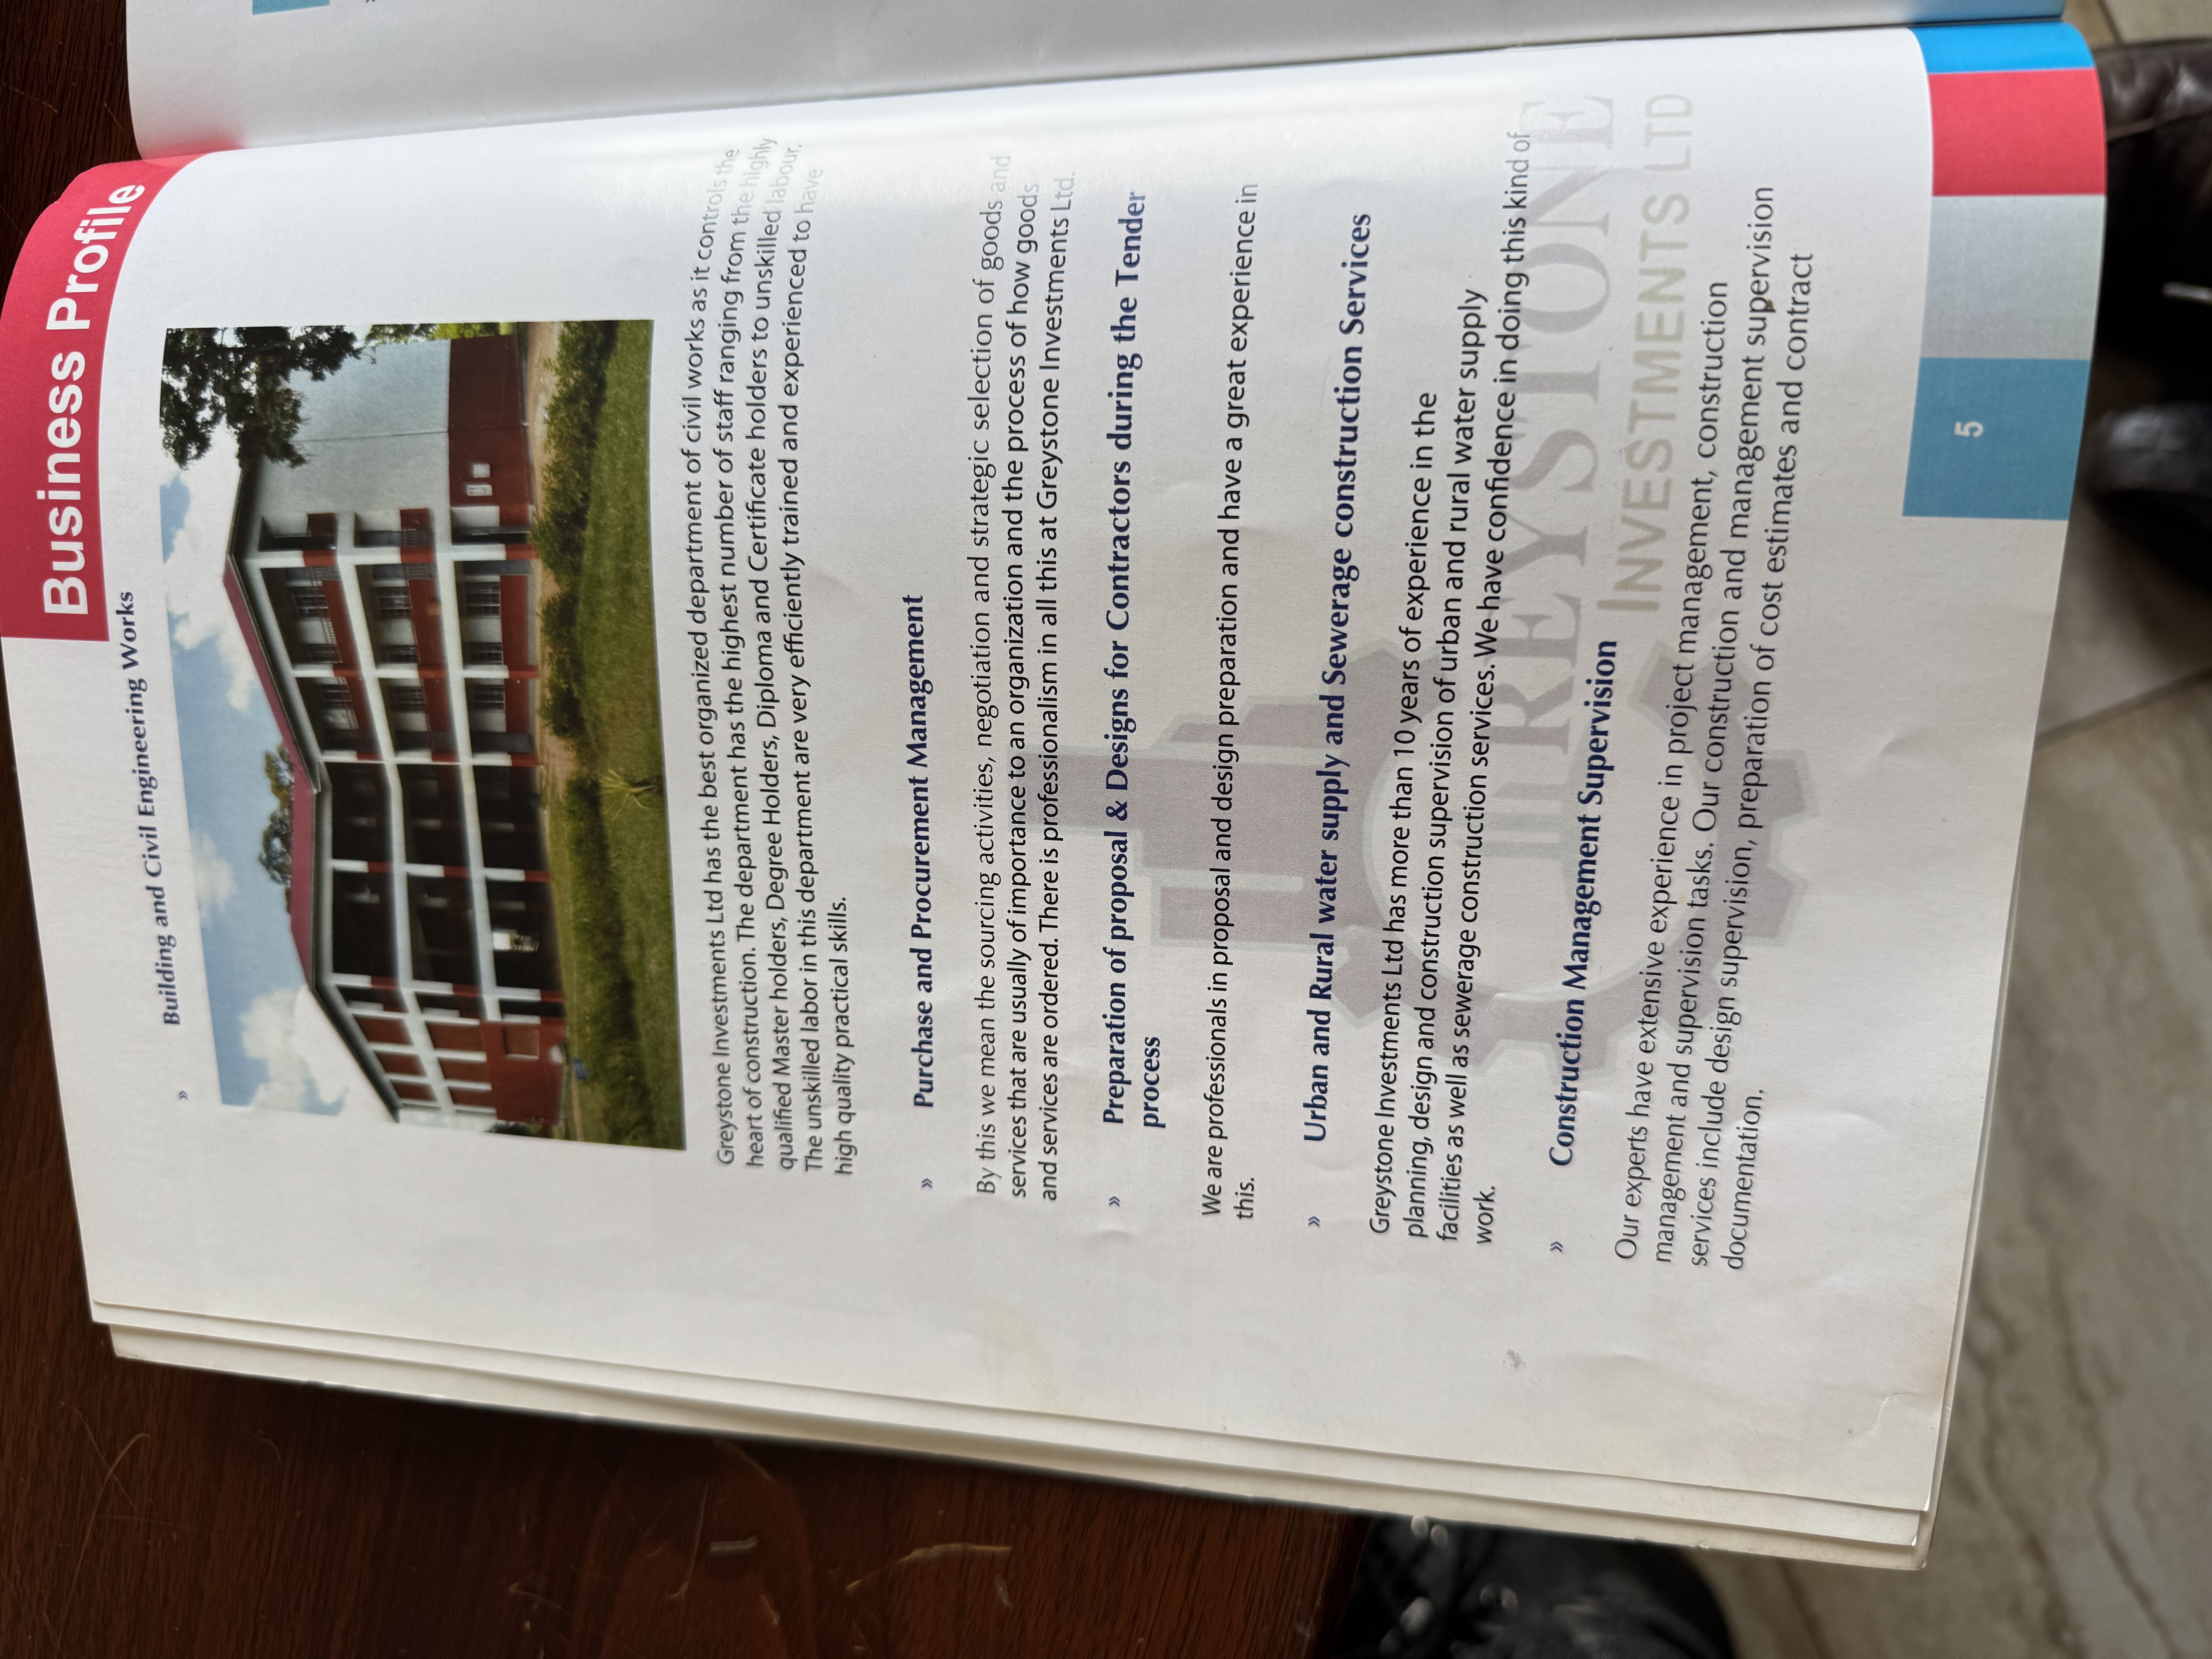 Business Profile
» Building and Civil Engineering Works
Greystone Investments Ltd has the best organized department of civil works as it controls the
heart of construction. The department has the highest number of staff ranging from the highly
qualified Master holders, Degree Holders, Diploma and Certificate holders to unskilled labour.
The unskilled labor in this department are very efficiently trained and experienced to have
high quality practical skills.
» Purchase and Procurement Management
By this we mean the sourcing activities, negotiation and strategic selection of goods and
services that are usually of importance to an organization and the process of how goods
and services are ordered. There is professionalism in all this at Greystone Investments Ltd.
» Preparation of proposal & Designs for Contractors during the Tender
process
We are professionals in proposal and design preparation and have a great experience in
this.
» Urban and Rural water supply and Sewerage construction Services
Greystone Investments Ltd has more than 10 years of experience in the
planning, design and construction supervision of urban and rural water supply
facilities as well as sewerage construction services. We have confidence in doing this kind of
work.
REYSTONE
» Construction Management Supervision
INVESTMENTS LTD
Our experts have extensive experience in project management, construction
management and supervision tasks. Our construction and management supervision
services include design supervision, preparation of cost estimates and contract
documentation.
5